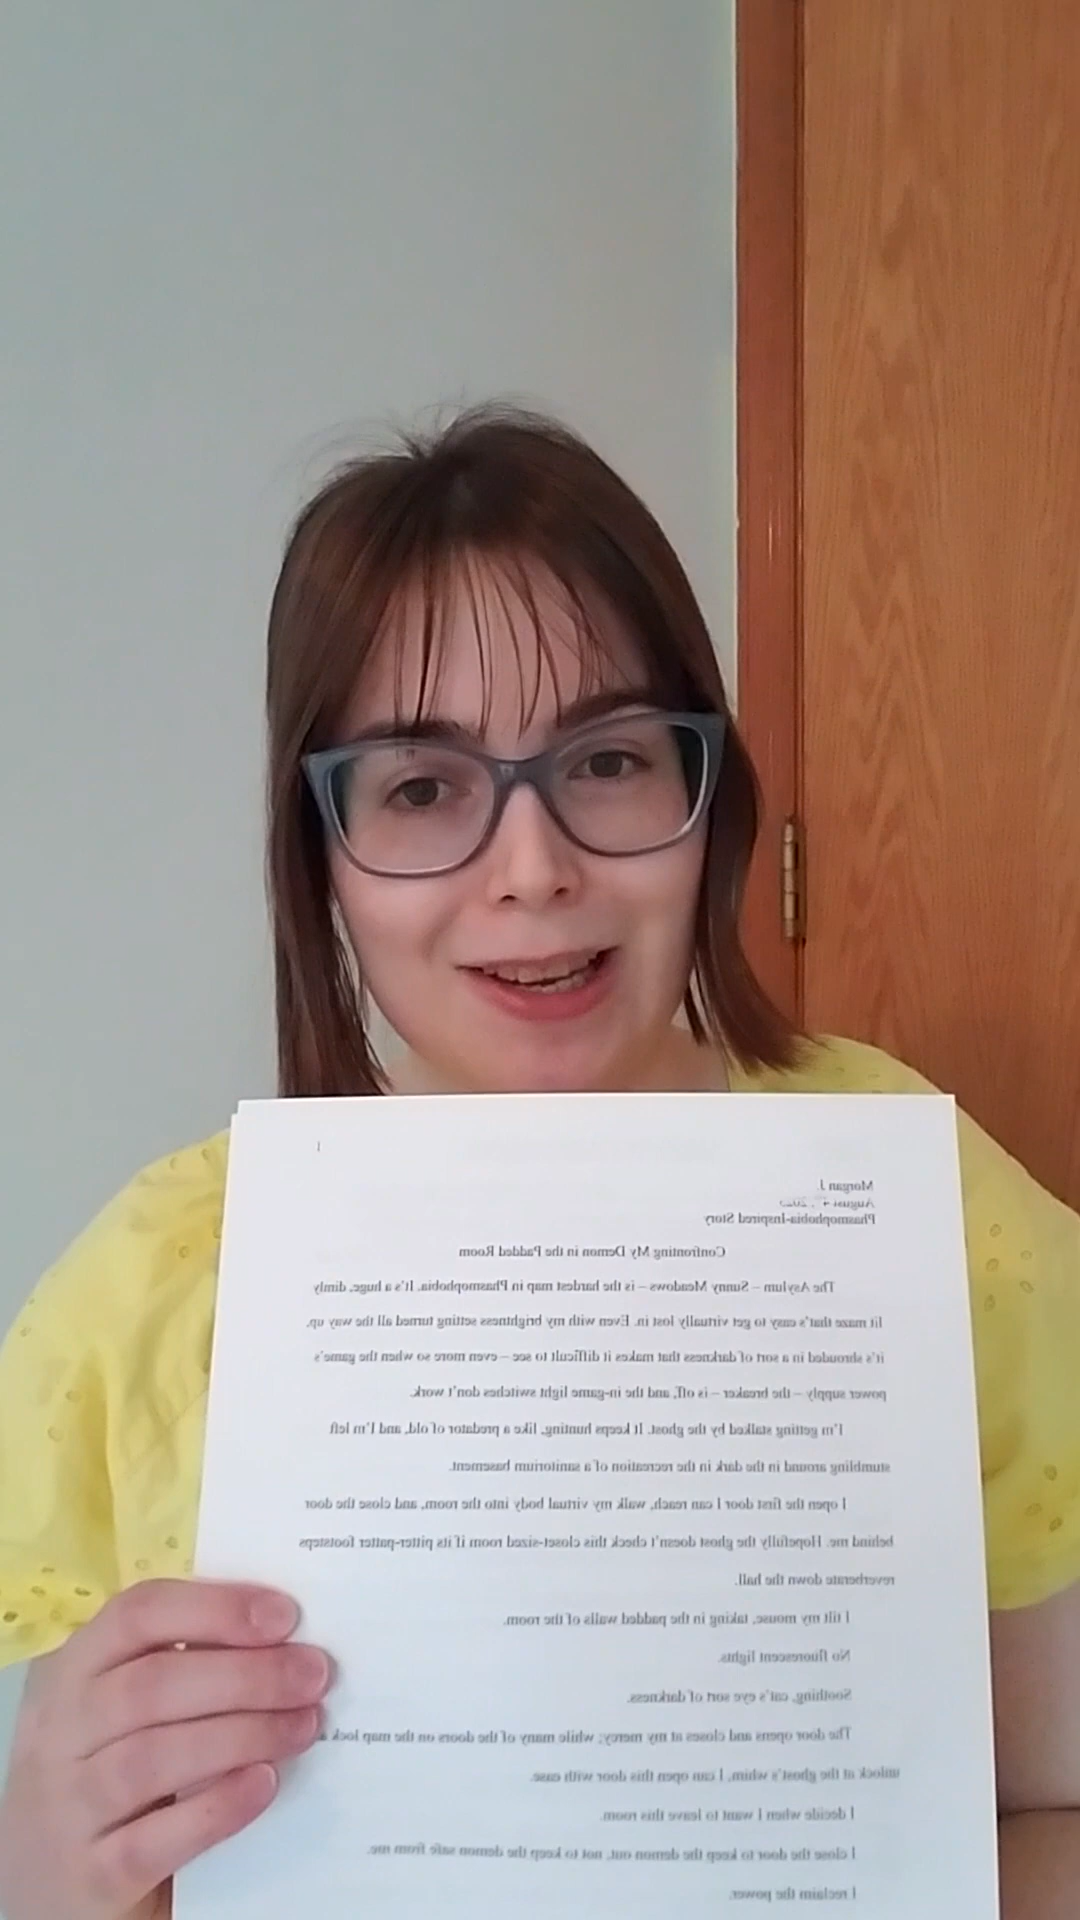 1
Morgan J.
August
Phasmophobia-Inspired Story
Confronting My Demon in the Padded Room
The Asylum – Sunny Meadows – is the hardest map in Phasmophobia. It's a huge, dimly
lit maze that's easy to get virtually lost in. Even with my brightness setting turned all the way up,
it's shrouded in a sort of darkness that makes it difficult to see – even more so when the game's
power supply – the breaker – is off, and the in-game light switches don't work.
I'm getting stalked by the ghost. It keeps hunting, like a predator of old, and I'm left
stumbling around in the dark in the recreation of a sanitorium basement.
I open the first door I can reach, walk my virtual body into the room, and close the door
behind me. Hopefully the ghost doesn't check this closet-sized room if its pitter-patter footsteps
reverberate down the hall.
I tilt my mouse, taking in the padded walls of the room.
No fluorescent lights.
Soothing, cat's eye sort of darkness.
The door opens and closes at my mercy; while many of the doors on the map lock
unlock at the ghost's whim, I can open this door with ease.
I decide when I want to leave this room.
I close the door to keep the demon out, not to keep the demon safe from me.
I reclaim the power.